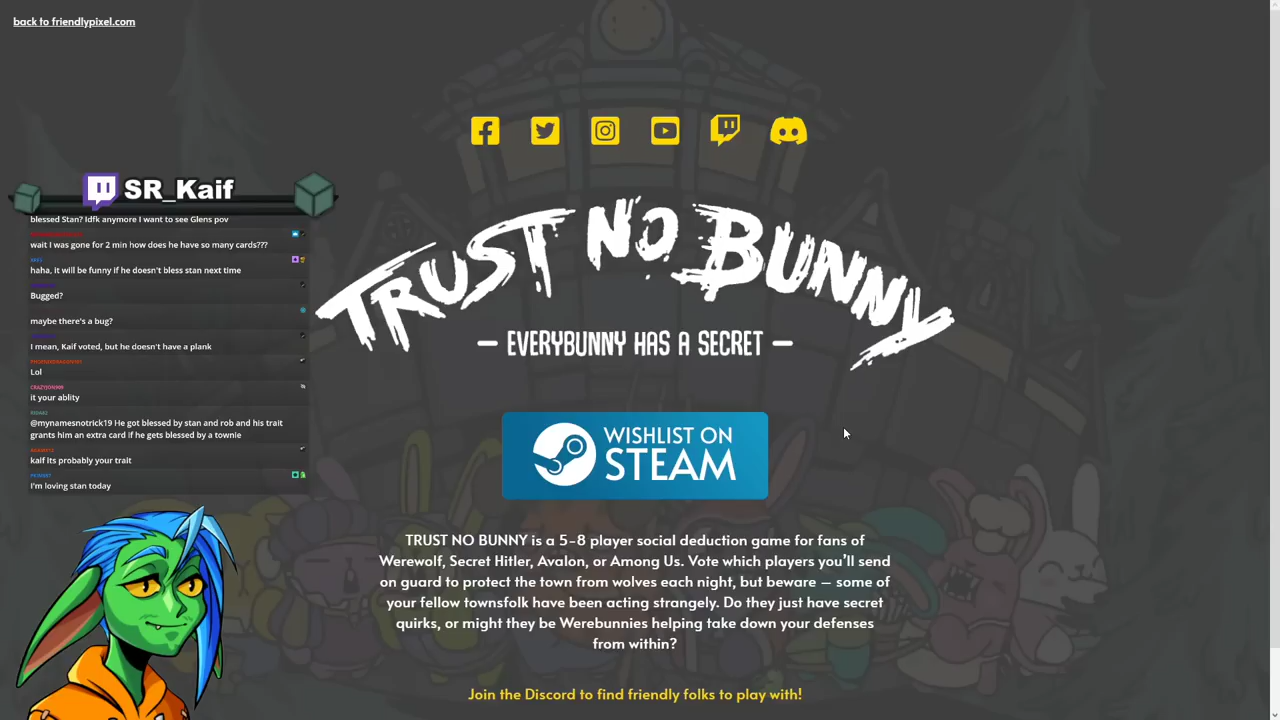 back to friendlypixel.com
SR_Kaif
blessed Stan? Idfk anymore I want to see Glens pov
wait I was gone for 2 min how does he have so many cards???
haha, it will be funny if he doesn't bless stan next time
Bugged?
maybe there's a bug?
I mean, Kaif voted, but he doesn't have a plank
Lol
it your ablity
@mynamesnotrick19 He got blessed by stan and rob and his trait
grants him an extra card if he gets blessed by a townie
kaif its probably your trait
I'm loving stan today
TRUST NO BUNNY
— EVERYBUNNY HAS A SECRET —
WISHLIST ON
STEAM
TRUST NO BUNNY is a 5-8 player social deduction game for fans of
Werewolf, Secret Hitler, Avalon, or Among Us. Vote which players you’ll send
on guard to protect the town from wolves each night, but beware — some of
your fellow townsfolk have been acting strangely. Do they just have secret
quirks, or might they be Werebunnies helping take down your defenses
from within?
Join the Discord to find friendly folks to play with!